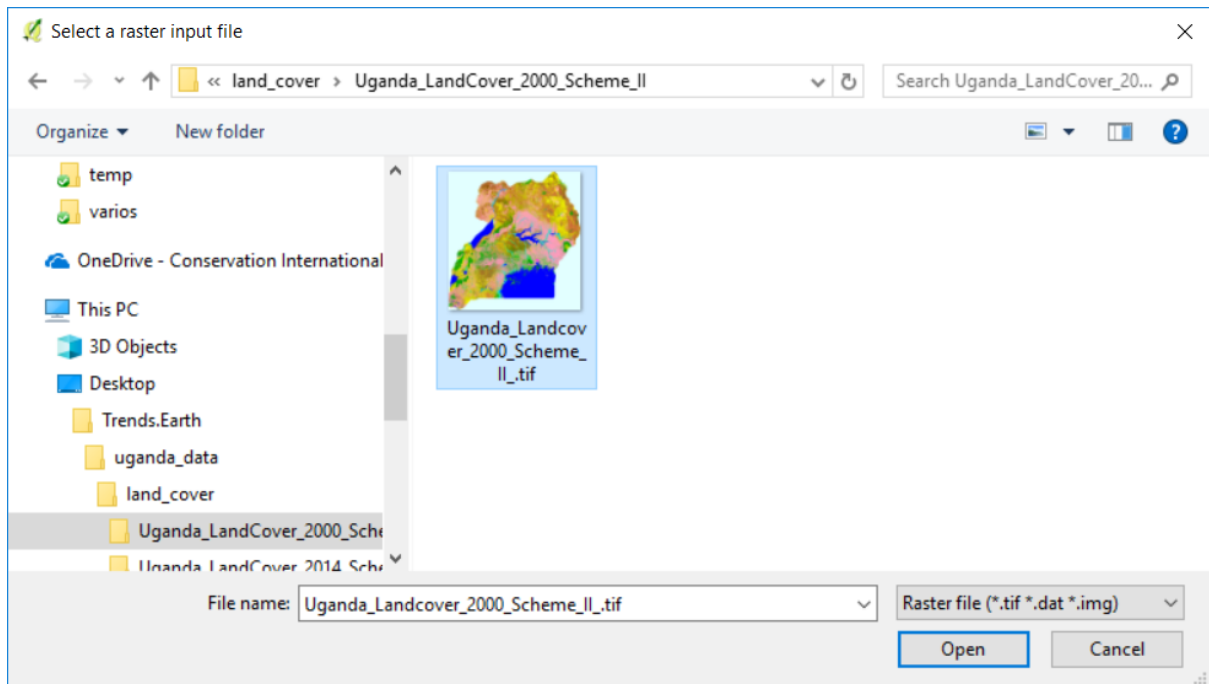 Select a raster input file
« land_cover > Uganda_LandCover_2000_Scheme_II
Search Uganda_LandCover_20...
Organize
New folder
temp
varios
OneDrive - Conservation International
This PC
3D Objects
Desktop
Trends.Earth
uganda_data
land_cover
Uganda_LandCover_2000_Sche
Uganda_LandCover_2014_Sche
Uganda_Landcov
er_2000_Scheme_
II_.tif
File name:
Uganda_Landcover_2000_Scheme_II_.tif
Raster file (*.tif *.dat *.img)
Open
Cancel